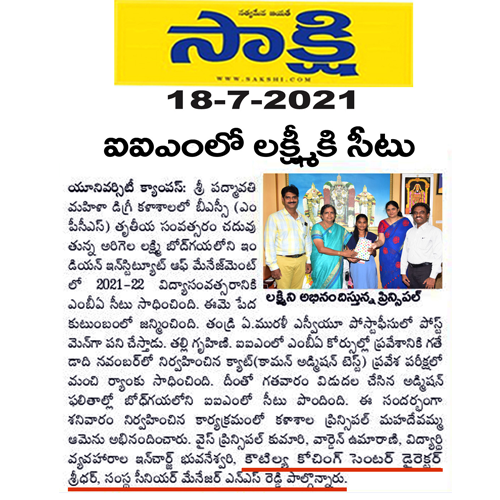 సత్యమేవ జయతే
సాక్షి
WWW.SAKSHI.COM
18-7-2021
ఐఐఎంలో లక్ష్మీకి సీటు
యూనివర్సిటీ క్యాంపస్: శ్రీ పద్మావతి
మహిళా డిగ్రీ కళాశాలలో బీఎస్సీ (ఎం
పీసీఎస్) తృతీయ సంవత్సరం చదువు
తున్న అరిగెల లక్ష్మి బోధ్‌గయలోని ఇం
డియన్ ఇన్‌స్టిట్యూట్ ఆఫ్ మేనేజ్‌మెంట్
లో 2021-22 విద్యాసంవత్సరానికి
ఎంబీఏ సీటు సాధించింది. ఈమె పేద
కుటుంబంలో జన్మించింది. తండ్రి ఏ.మురళీ ఎస్వీయూ పోస్టాఫీసులో పోస్ట్
మెన్‌గా పని చేస్తాడు. తల్లి గృహిణి. ఐఐఎంలో ఎంబీఏ కోర్సుల్లో ప్రవేశానికి గతే
డాది నవంబర్‌లో నిర్వహించిన క్యాట్(కామన్ అడ్మిషన్ టెస్ట్) ప్రవేశ పరీక్షలో
మంచి ర్యాంకు సాధించింది. దీంతో గతవారం విడుదల చేసిన అడ్మిషన్
ఫలితాల్లో బోధ్‌గయలోని ఐఐఎంలో సీటు పొందింది. ఈ సందర్భంగా
శనివారం నిర్వహించిన కార్యక్రమంలో కళాశాల ప్రిన్సిపల్ మహదేవమ్మ
ఆమెను అభినందించారు. వైస్ ప్రిన్సిపల్ కుమారి, వార్డెన్ ఉమారాణి, విద్యార్థి
వ్యవహారాల ఇన్‌చార్జ్ భువనేశ్వరి, కౌటిల్య కోచింగ్ సెంటర్ డైరెక్టర్
శ్రీధర్, సంస్థ సీనియర్ మేనేజర్ ఎన్ఎస్ రెడ్డి పాల్గొన్నారు.
లక్ష్మిని అభినందిస్తున్న ప్రిన్సిపల్